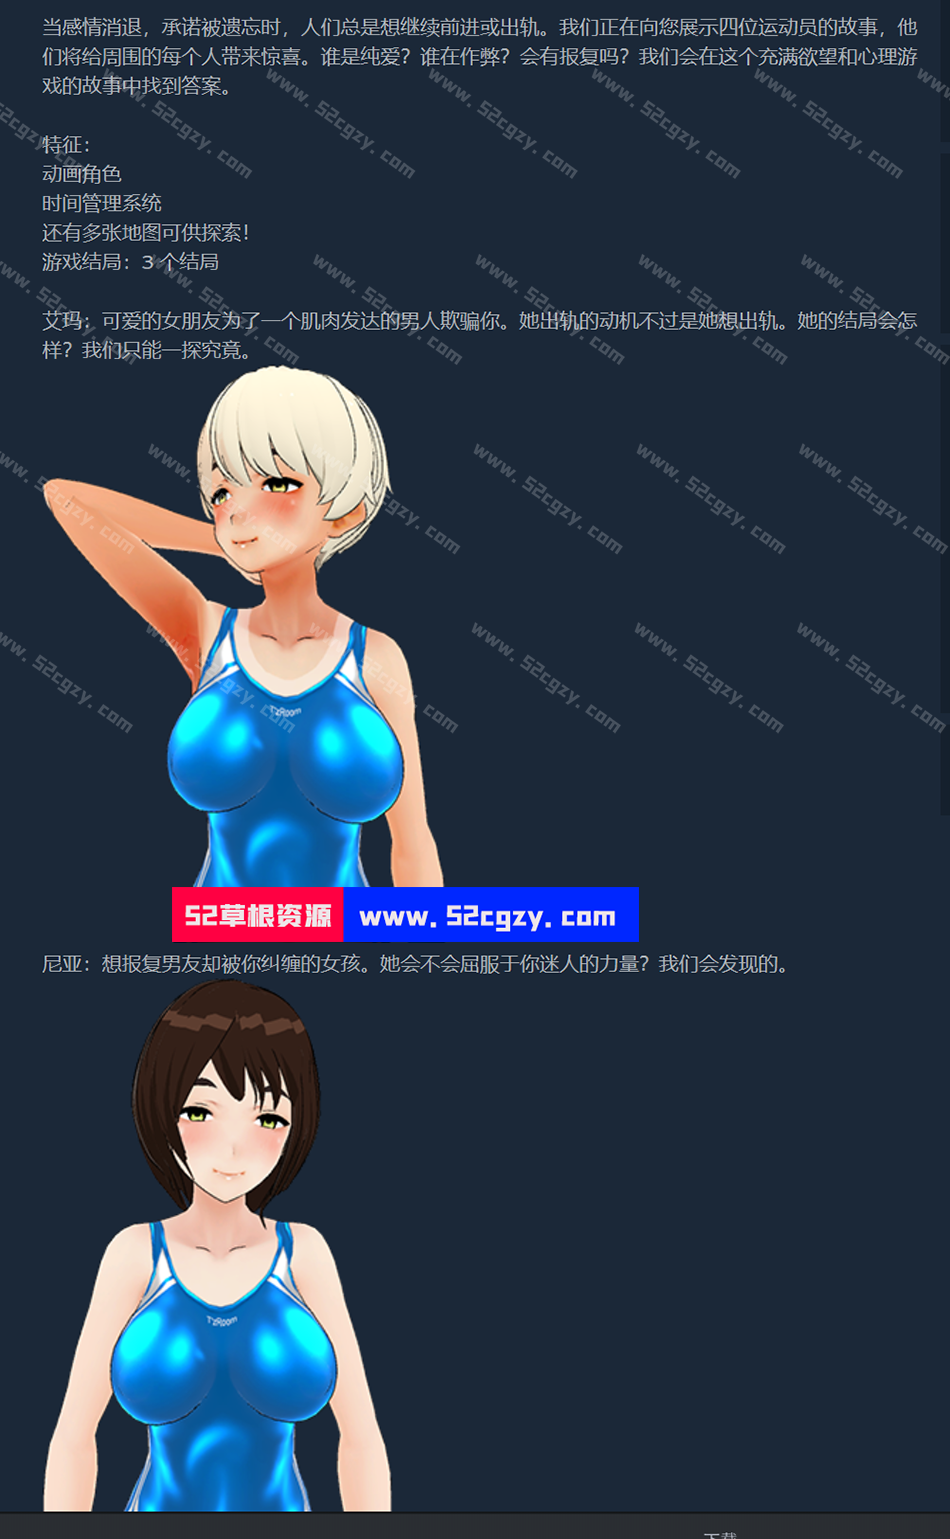 当感情消退，承诺被遗忘时，人们总是想继续前进或出轨。我们正在向您展示四位运动员的故事，他
们将给周围的每个人带来惊喜。谁是纯爱？谁在作弊？会有报复吗？我们会在这个充满欲望和心理游
戏的故事中找到答案。
特征：
动画角色
时间管理系统
还有多张地图可供探索！
游戏结局：3 个结局
艾玛：可爱的女朋友为了一个肌肉发达的男人欺骗你。她出轨的动机不过是她想出轨。她的结局会怎
样？我们只能一探究竟。
TzRoom
52草根资源 www.52cgzy.com
尼亚：想报复男友却被你纠缠的女孩。她会不会屈服于你迷人的力量？我们会发现的。
TzRoom
www.52cgzy.com